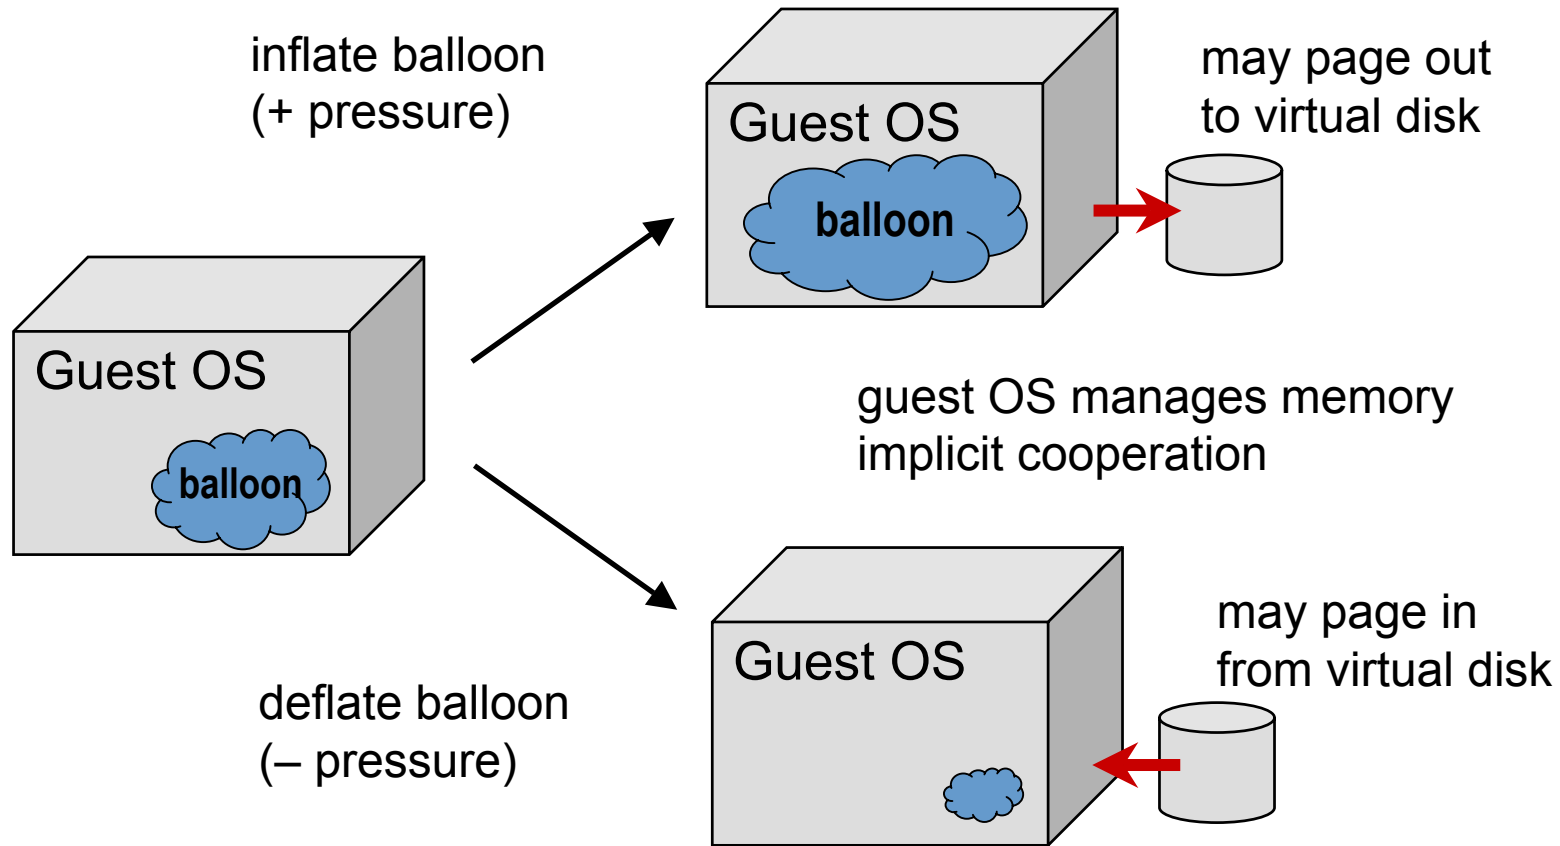 inflate balloon
(+ pressure)
Guest OS
balloon
may page out
to virtual disk
Guest OS
balloon
guest OS manages memory
implicit cooperation
deflate balloon
(– pressure)
Guest OS
may page in
from virtual disk